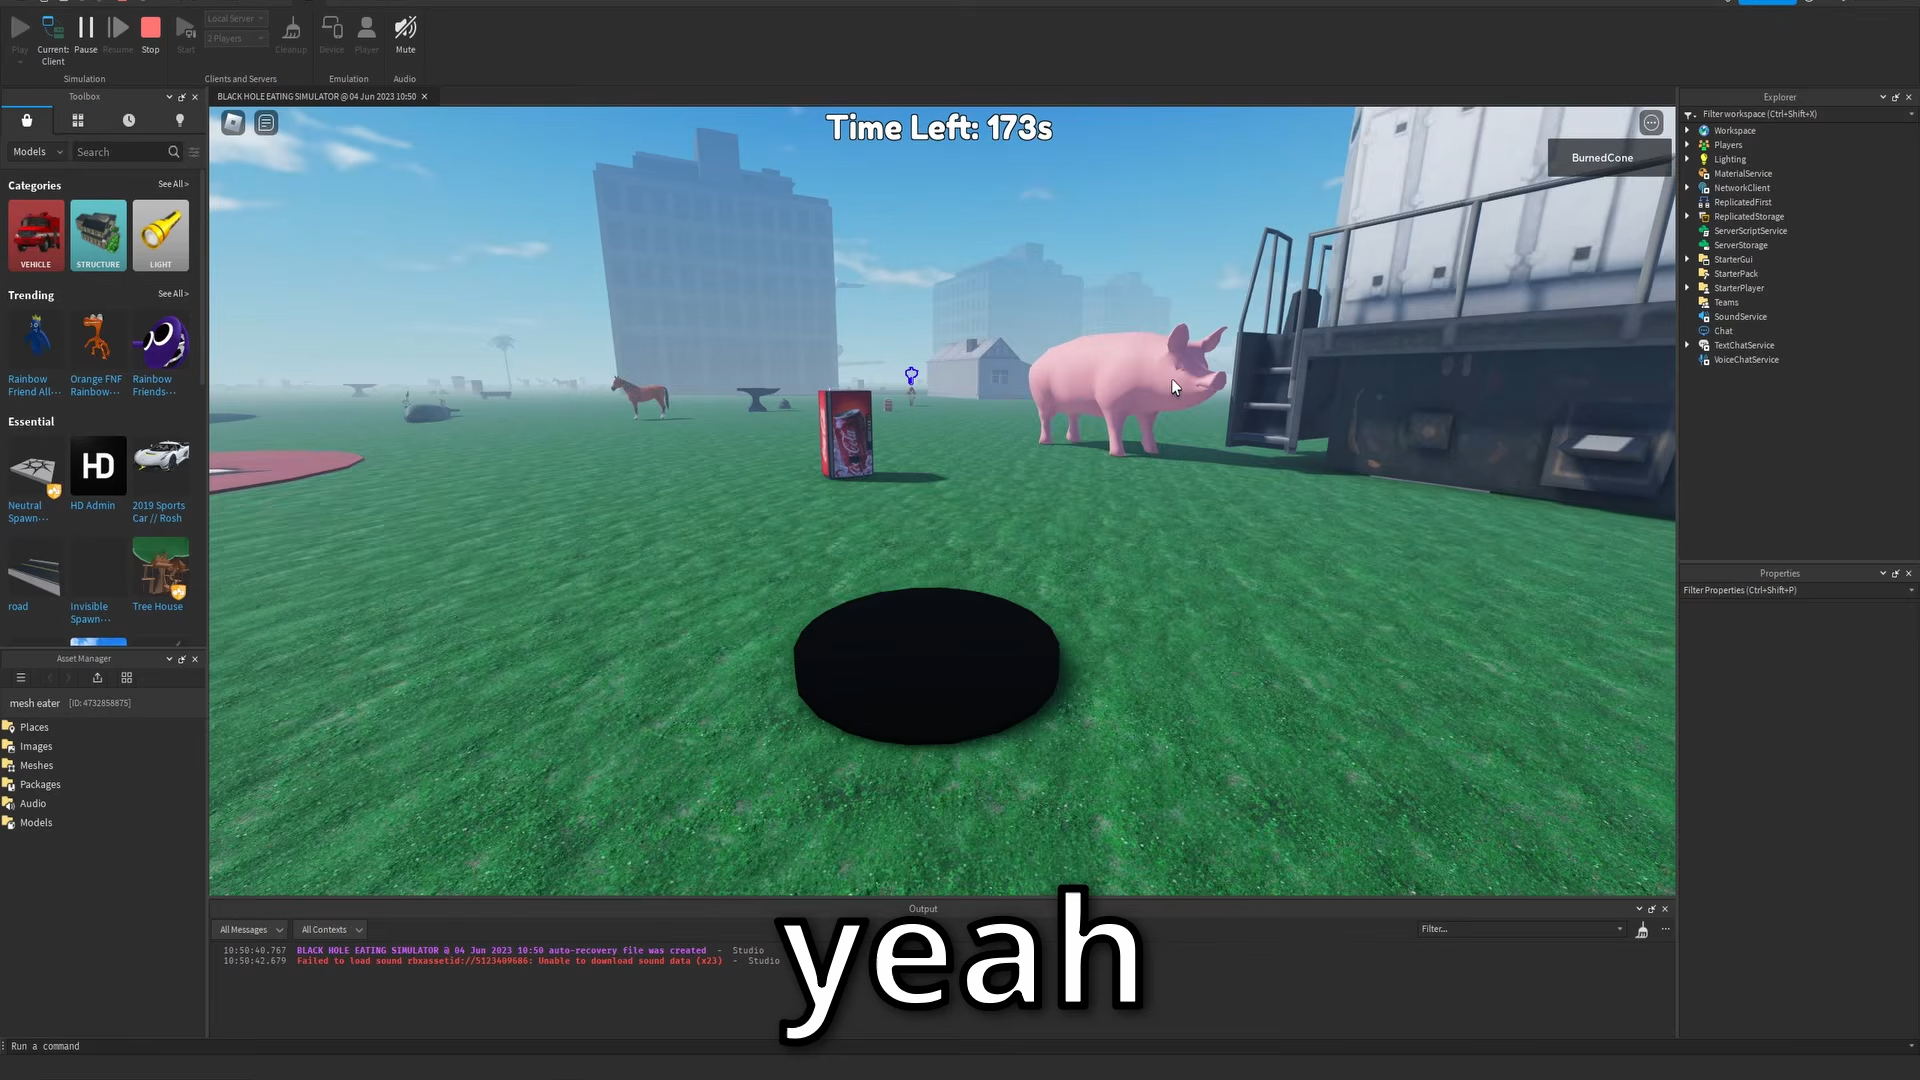 Local Server
2 Players
Play
Current:
Client
Pause
Resume
Stop
Start
Cleanup
Device
Player
Mute
Simulation
Clients and Servers
Emulation
Audio
Toolbox
Models
Search
Categories
See All>
VEHICLE
STRUCTURE
LIGHT
Trending
See All>
Rainbow
Friend All···
Orange FNF
Rainbow···
Rainbow
Friends···
Essential
HD
Neutral
Spawn···
HD Admin
2019 Sports
Car // Rosh
road
Invisible
Spawn···
Tree House
Asset Manager
mesh eater [ID: 4732858875]
Places
Images
Meshes
Packages
Audio
Models
BLACK HOLE EATING SIMULATOR @ 04 Jun 2023 10:50
Time Left: 173s
BurnedCone
Output
All Messages
All Contexts
Filter...
10:50:40.767 BLACK HOLE EATING SIMULATOR @ 04 Jun 2023 10:50 auto-recovery file was created - Studio
10:50:42.679 Failed to load sound rbxassetid://5123409686: Unable to download sound data (x23) - Studio
yeah
Run a command
Explorer
Filter workspace (Ctrl+Shift+X)
Workspace
Players
Lighting
MaterialService
NetworkClient
ReplicatedFirst
ReplicatedStorage
ServerScriptService
ServerStorage
StarterGui
StarterPack
StarterPlayer
Teams
SoundService
Chat
TextChatService
VoiceChatService
Properties
Filter Properties (Ctrl+Shift+P)